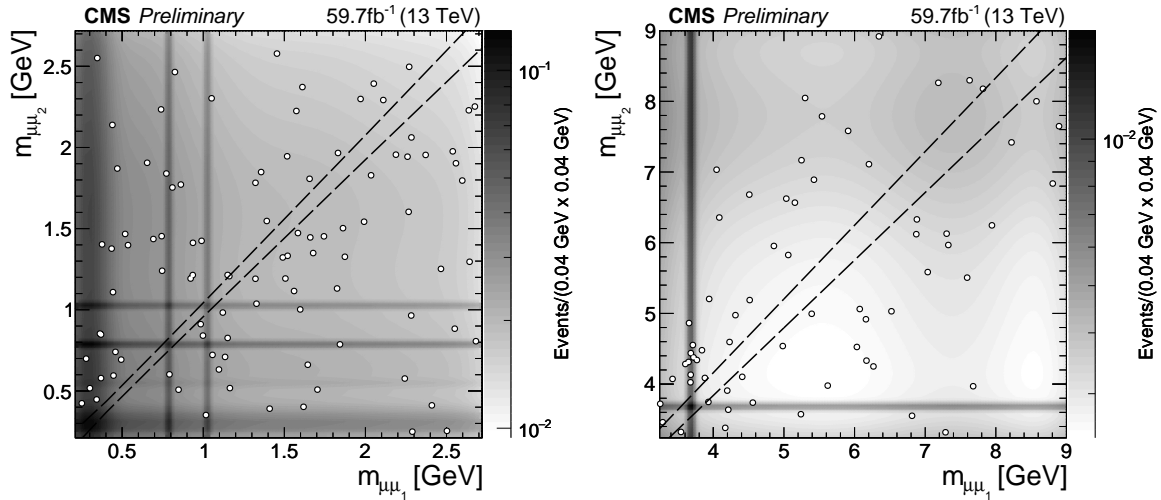 CMS Preliminary 59.7fb⁻¹ (13 TeV)
m_μμ₂ [GeV]
2.5
2
1.5
1
0.5
0.5 1 1.5 2 2.5
m_μμ₁ [GeV]
10⁻¹
10⁻²
Events/(0.04 GeV x 0.04 GeV)
CMS Preliminary 59.7fb⁻¹ (13 TeV)
m_μμ₂ [GeV]
9
8
7
6
5
4
4 5 6 7 8 9
m_μμ₁ [GeV]
10⁻²
Events/(0.04 GeV x 0.04 GeV)